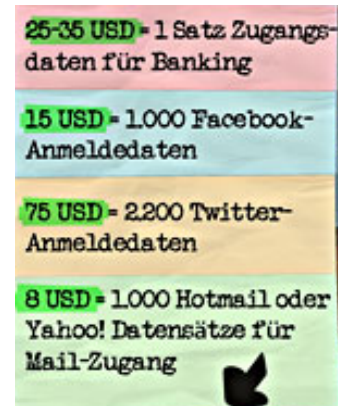 25-35 USD = 1 Satz Zugangs-
daten für Banking
15 USD = 1.000 Facebook-
Anmeldedaten
75 USD = 2.200 Twitter-
Anmeldedaten
8 USD = 1.000 Hotmail oder
Yahoo! Datensätze für
Mail-Zugang